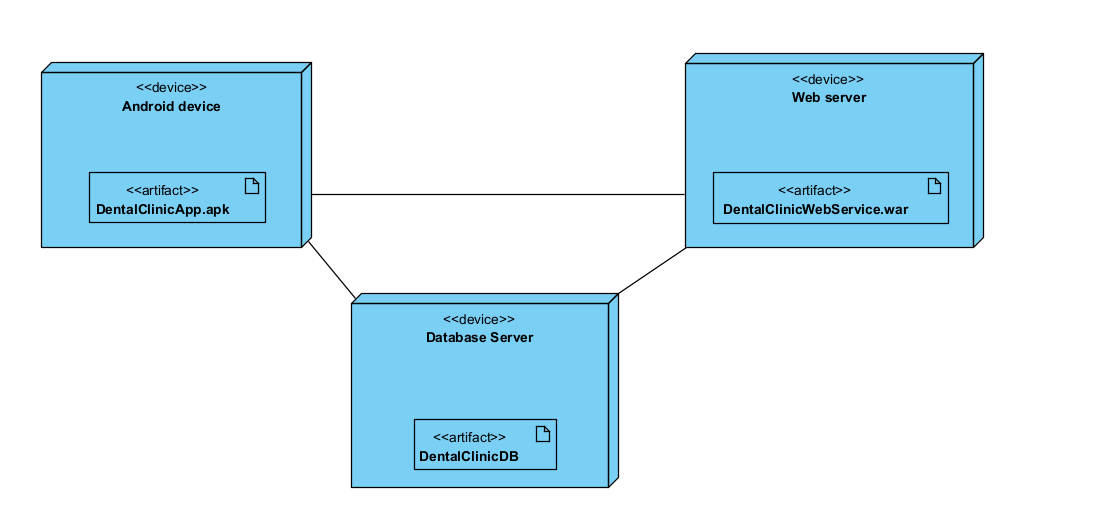 <<device>>
Android device
<<artifact>>
DentalClinicApp.apk
<<device>>
Web server
<<artifact>>
DentalClinicWebService.war
<<device>>
Database Server
<<artifact>>
DentalClinicDB